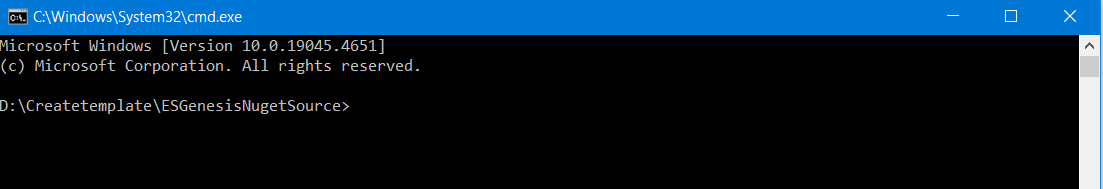 C:\Windows\System32\cmd.exe
Microsoft Windows [Version 10.0.19045.4651]
(c) Microsoft Corporation. All rights reserved.
D:\Createtemplate\ESGenesisNugetSource>